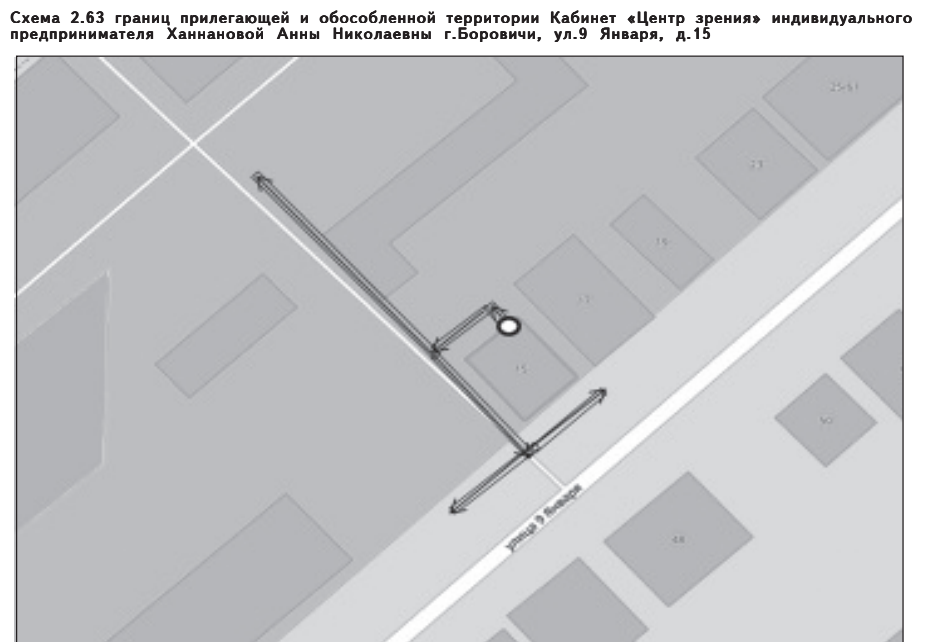 Схема 2.63 границ прилегающей и обособленной территории Кабинет «Центр зрения» индивидуального
предпринимателя Ханнановой Анны Николаевны г.Боровичи, ул.9 Января, д.15
23
15
улица 9 Января